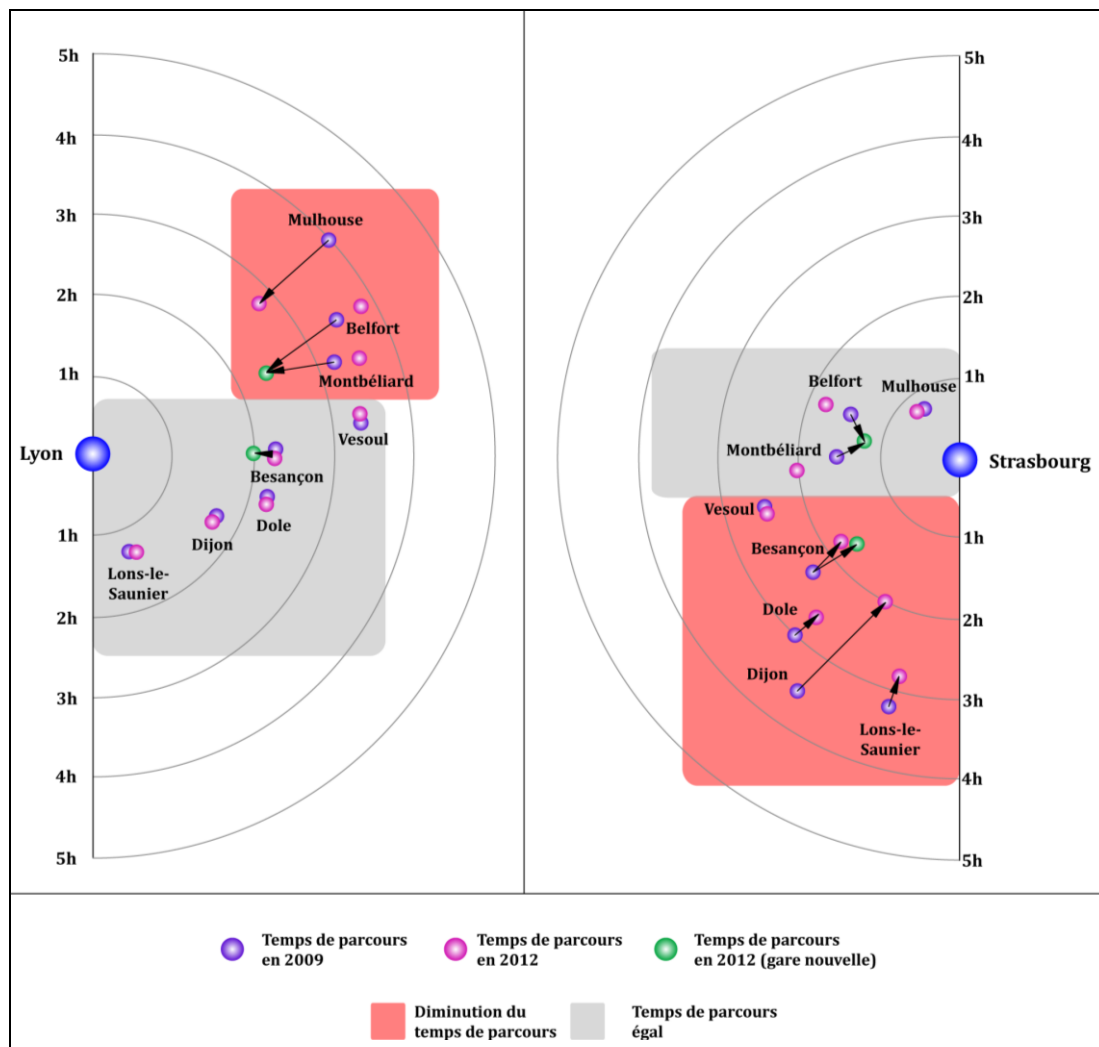 5h
4h
3h
2h
1h
Lyon
1h
2h
3h
4h
5h
Mulhouse
Belfort
Montbéliard
Vesoul
Besançon
Dole
Dijon
Lons-le-
Saunier
5h
4h
3h
2h
1h
Strasbourg
1h
2h
3h
4h
5h
Belfort
Mulhouse
Montbéliard
Vesoul
Besançon
Dole
Dijon
Lons-le-
Saunier
Temps de parcours
en 2009
Temps de parcours
en 2012
Temps de parcours
en 2012 (gare nouvelle)
Diminution du
temps de parcours
Temps de parcours
égal